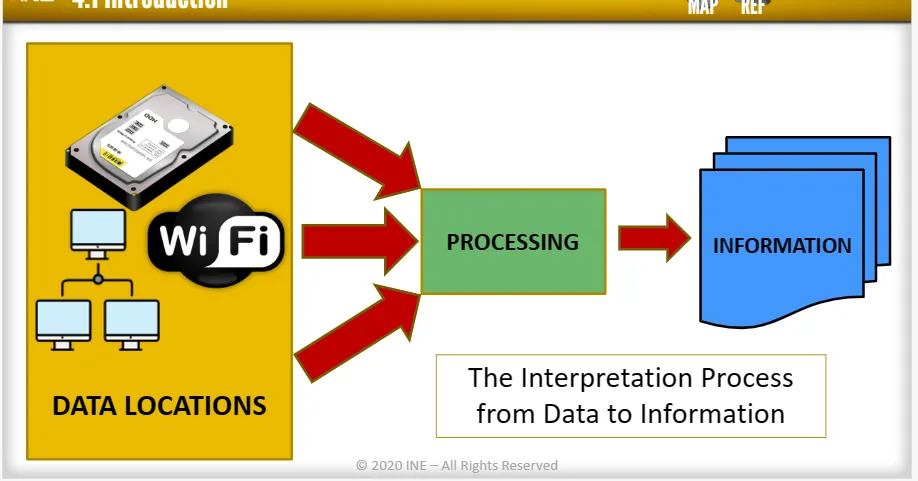 4.1 Introduction
MAP REF
HDD
Wi Fi
DATA LOCATIONS
PROCESSING
INFORMATION
The Interpretation Process
from Data to Information
© 2020 INE – All Rights Reserved